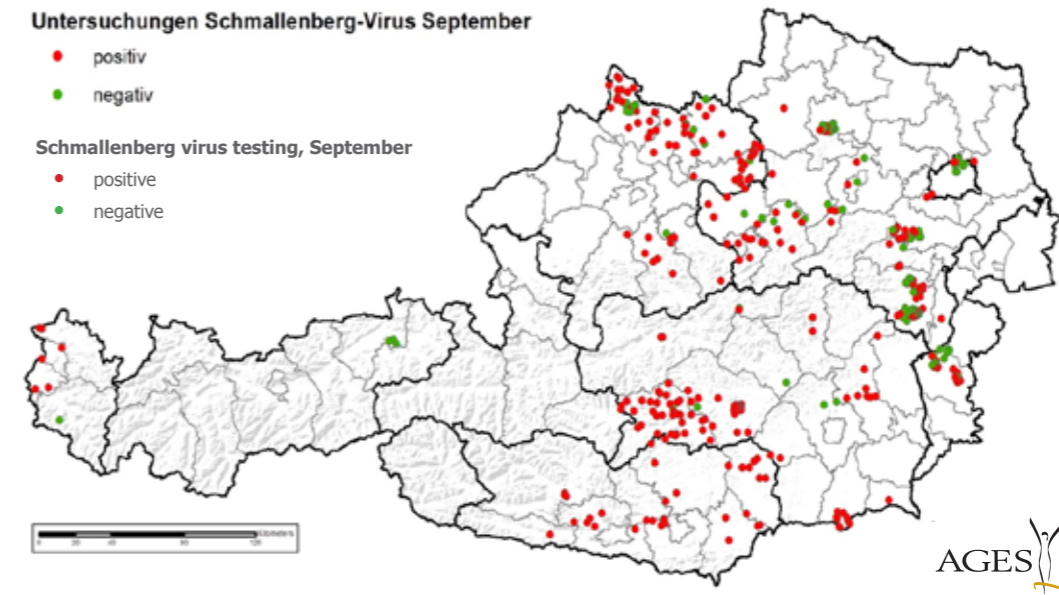 Untersuchungen Schmallenberg-Virus September
positiv
negativ
Schmallenberg virus testing, September
positive
negative
AGES